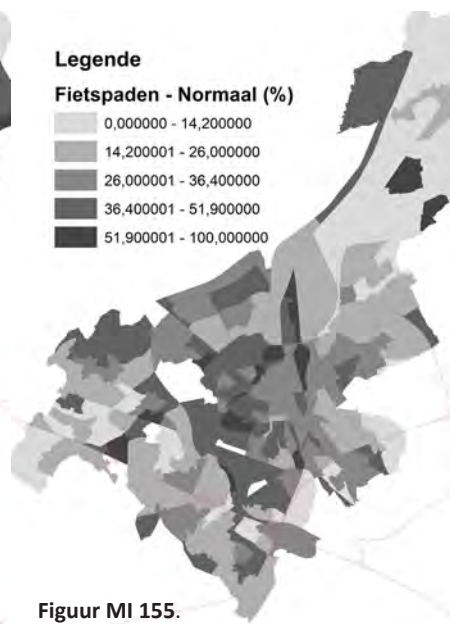 Legende
Fietspaden - Normaal (%)
0,000000 - 14,200000
14,200001 - 26,000000
26,000001 - 36,400000
36,400001 - 51,900000
51,900001 - 100,000000
Figuur MI 155.